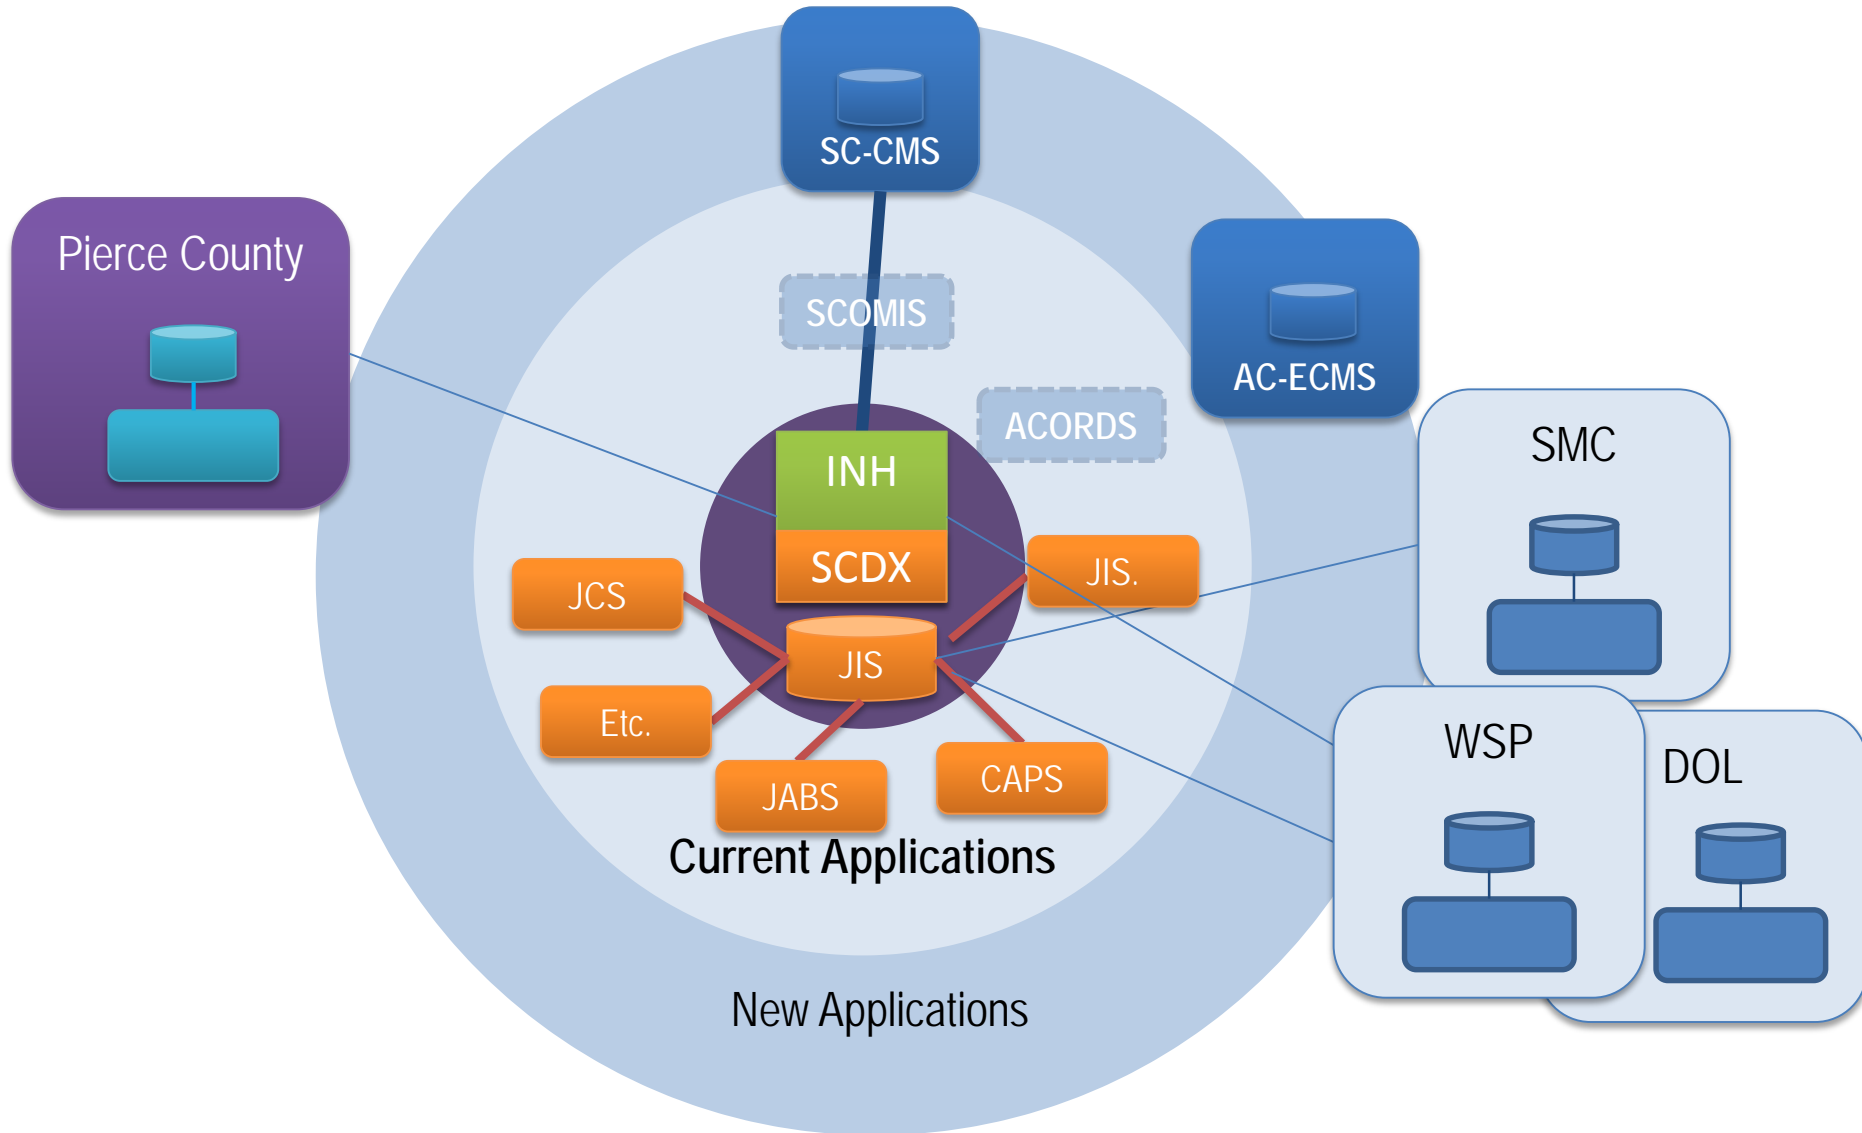 SC-CMS
Pierce County
SCOMIS
AC-ECMS
ACORDS
SMC
INH
SCDX
JIS.
JCS
JIS
Etc.
WSP
DOL
JABS
CAPS
Current Applications
New Applications